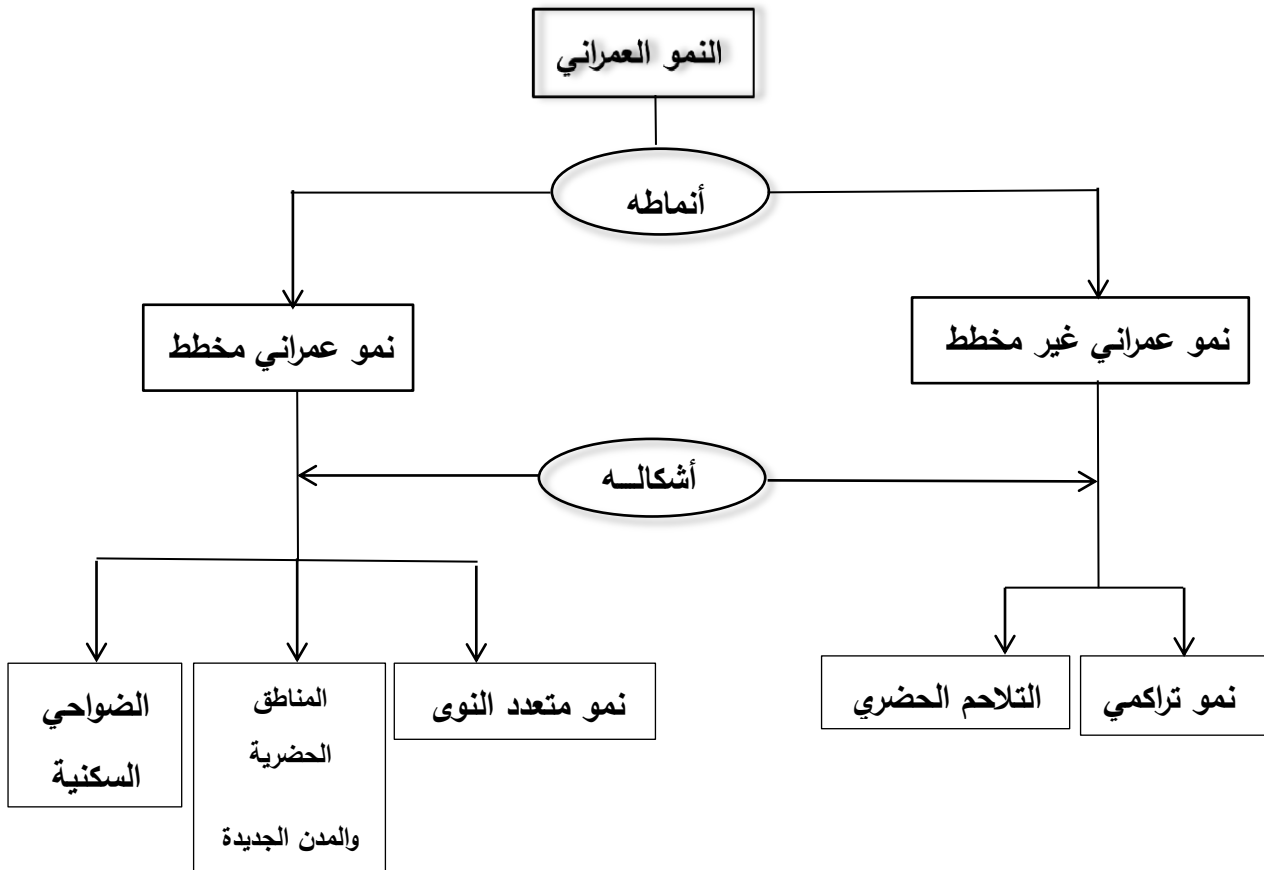 النمو العمراني
أنماطه
نمو عمراني غير مخطط
نمو عمراني مخطط
أشكالـــه
نمو تراكمي
التلاحم الحضري
نمو متعدد النوى
المناطق
الحضرية
والمدن الجديدة
الضواحي
السكنية